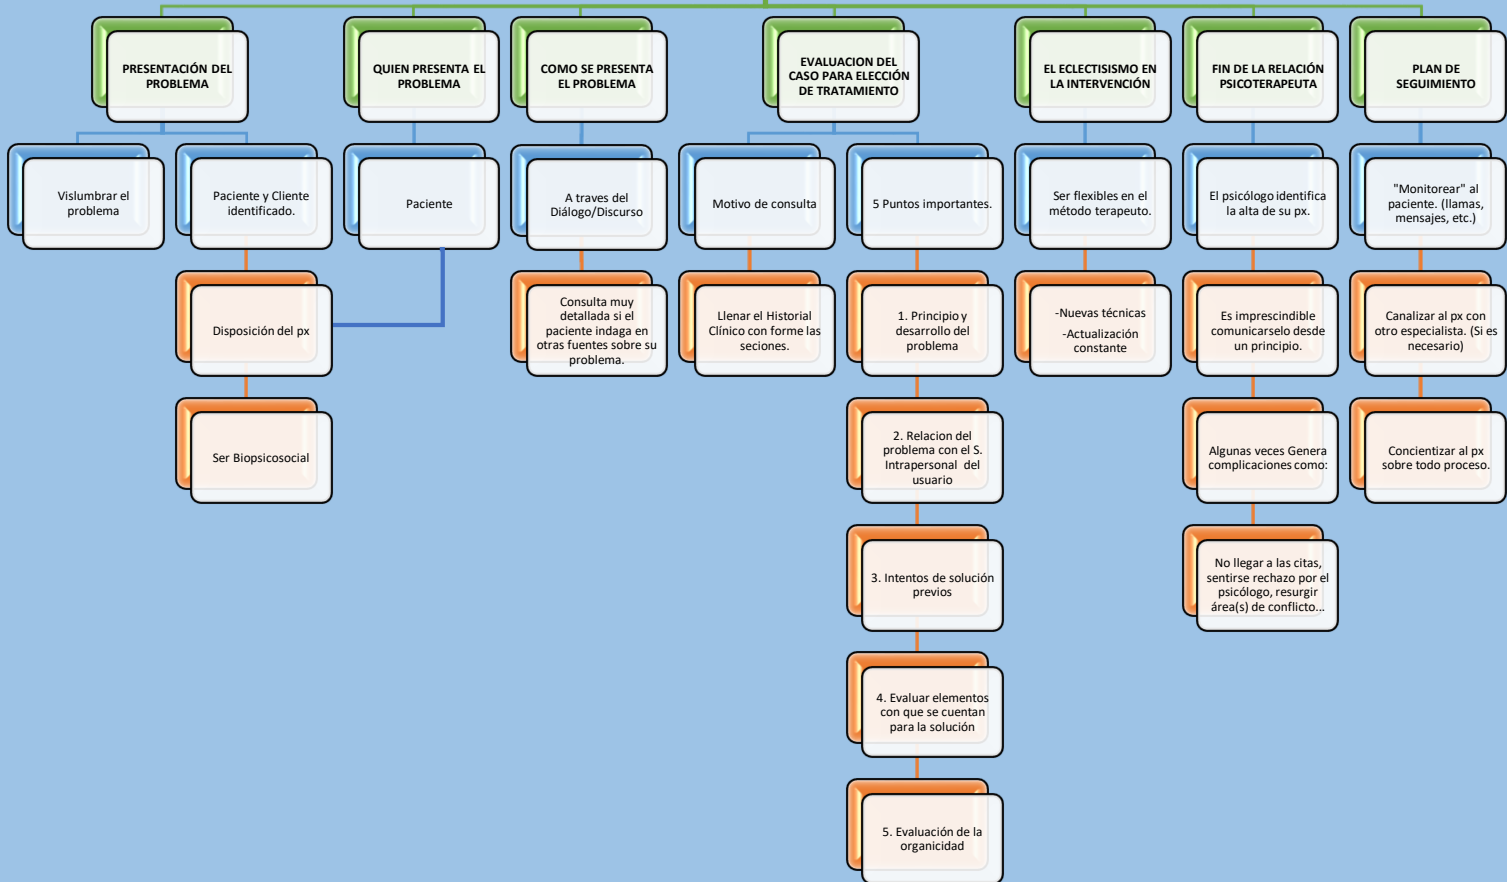 PRESENTACIÓN DEL
PROBLEMA
QUIEN PRESENTA EL
PROBLEMA
COMO SE PRESENTA
EL PROBLEMA
EVALUACION DEL
CASO PARA ELECCIÓN
DE TRATAMIENTO
EL ECLECTISISMO EN
LA INTERVENCIÓN
FIN DE LA RELACIÓN
PSICOTERAPEUTA
PLAN DE
SEGUIMIENTO
Vislumbrar el
problema
Paciente y Cliente
identificado.
Paciente
A traves del
Diálogo/Discurso
Motivo de consulta
5 Puntos importantes.
Ser flexibles en el
método terapeuto.
El psicólogo identifica
la alta de su px.
"Monitorear" al
paciente. (llamas,
mensajes, etc.)
Disposición del px
Consulta muy
detallada si el
paciente indaga en
otras fuentes sobre su
problema.
Llenar el Historial
Clínico con forme las
seciones.
1. Principio y
desarrollo del
problema
-Nuevas técnicas
-Actualización
constante
Es imprescindible
comunicarselo desde
un principio.
Canalizar al px con
otro especialista. (Si es
necesario)
Ser Biopsicosocial
2. Relacion del
problema con el S.
Intrapersonal del
usuario
Algunas veces Genera
complicaciones como:
Concientizar al px
sobre todo proceso.
3. Intentos de solución
previos
No llegar a las citas,
sentirse rechazo por el
psicólogo, resurgir
área(s) de conflicto...
4. Evaluar elementos
con que se cuentan
para la solución
5. Evaluación de la
organicidad